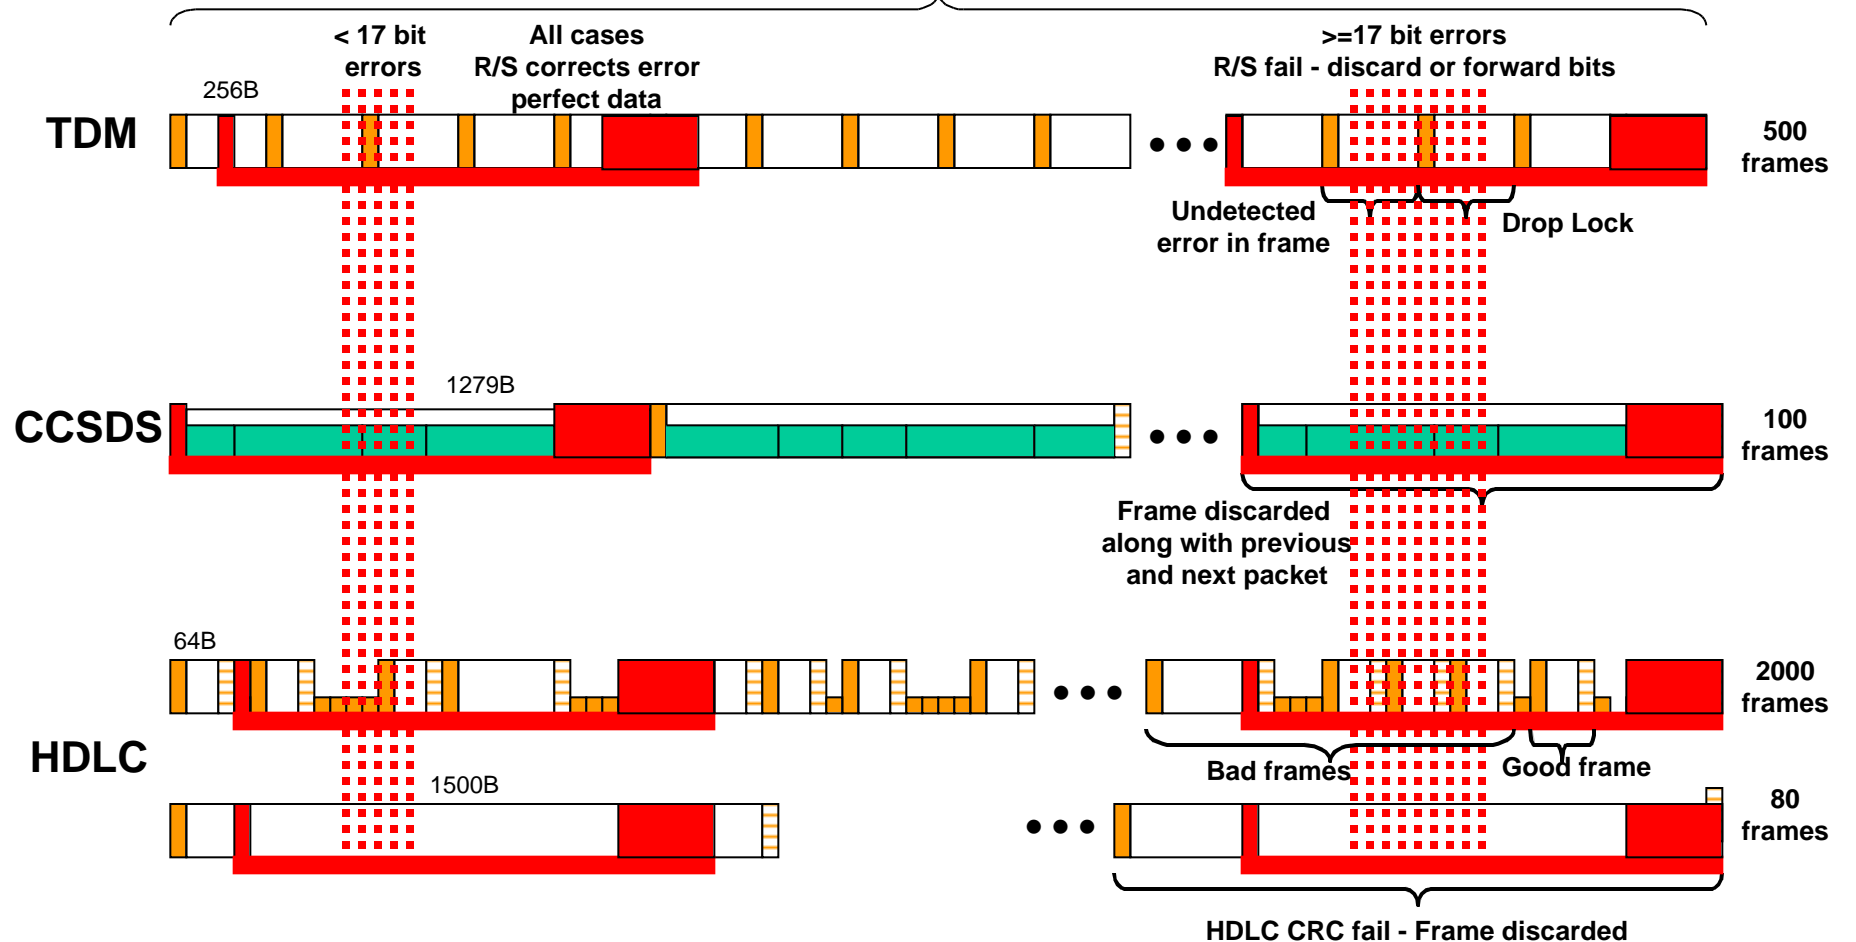 < 17 bit
errors
All cases
R/S corrects error
perfect data
>=17 bit errors
R/S fail - discard or forward bits
256B
TDM
500
frames
Undetected
error in frame
Drop Lock
1279B
CCSDS
100
frames
Frame discarded
along with previous
and next packet
64B
2000
frames
HDLC
Bad frames
Good frame
1500B
80
frames
HDLC CRC fail - Frame discarded